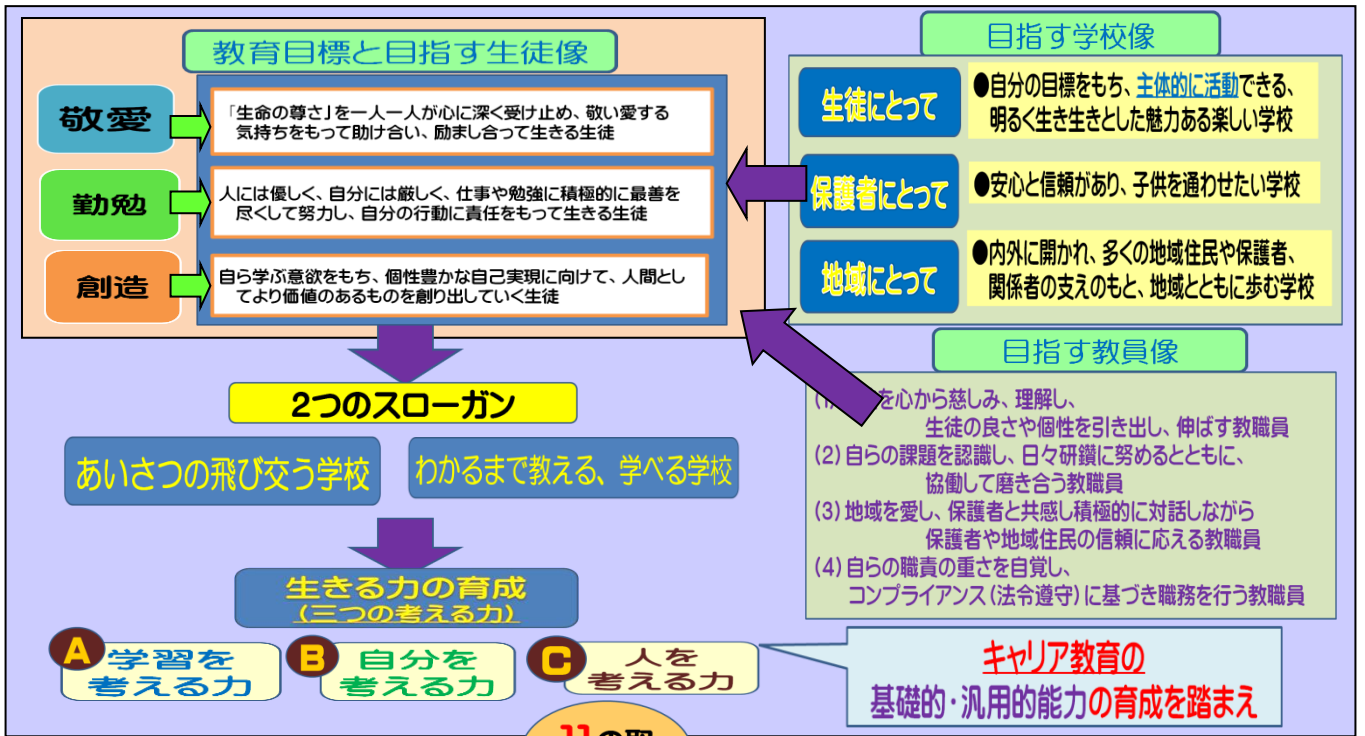 教育目標と目指す生徒像
敬愛
「生命の尊さ」を一人一人が心に深く受け止め、敬い愛する
気持ちをもって助け合い、励まし合って生きる生徒
勤勉
人には優しく、自分には厳しく、仕事や勉強に積極的に最善を
尽くして努力し、自分の行動に責任をもって生きる生徒
創造
自ら学ぶ意欲をもち、個性豊かな自己実現に向けて、人間とし
てより価値のあるものを創り出していく生徒
目指す学校像
生徒にとって
●自分の目標をもち、主体的に活動できる、
明るく生き生きとした魅力ある楽しい学校
保護者にとって
●安心と信頼があり、子供を通わせたい学校
地域にとって
●内外に開かれ、多くの地域住民や保護者、
関係者の支えのもと、地域とともに歩む学校
目指す教員像
を心から慈しみ、理解し、
生徒の良さや個性を引き出し、伸ばす教職員
(2)自らの課題を認識し、日々研鑽に努めるとともに、
協働して磨き合う教職員
(3)地域を愛し、保護者と共感し積極的に対話しながら
保護者や地域住民の信頼に応える教職員
(4)自らの職責の重さを自覚し、
コンプライアンス(法令遵守)に基づき職務を行う教職員
2つのスローガン
あいさつの飛び交う学校
わかるまで教える、学べる学校
生きる力の育成
(三つの考える力)
A
学習を
考える力
B
自分を
考える力
C
人を
考える力
キャリア教育の
基礎的・汎用的能力の育成を踏まえ